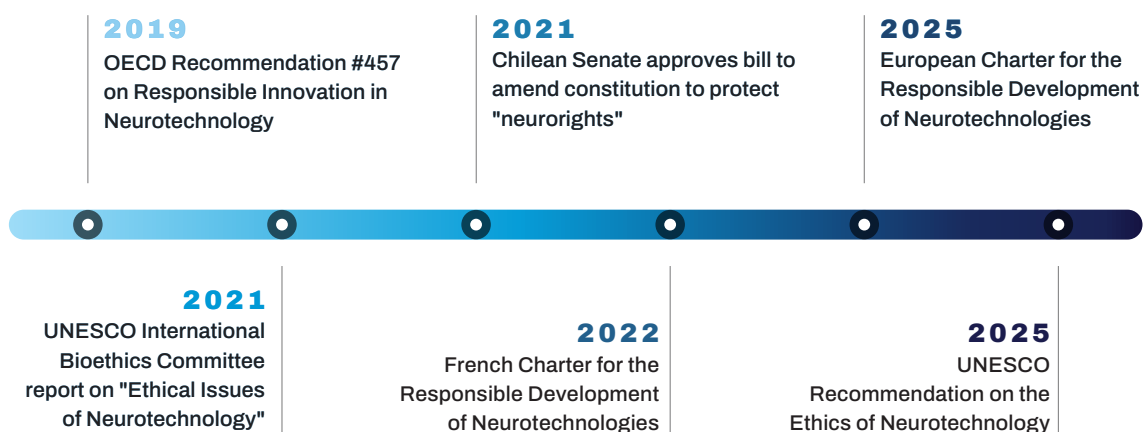 2019
OECD Recommendation #457
on Responsible Innovation in
Neurotechnology
2021
Chilean Senate approves bill to
amend constitution to protect
"neurorights"
2025
European Charter for the
Responsible Development
of Neurotechnologies
2021
UNESCO International
Bioethics Committee
report on "Ethical Issues
of Neurotechnology"
2022
French Charter for the
Responsible Development
of Neurotechnologies
2025
UNESCO
Recommendation on the
Ethics of Neurotechnology